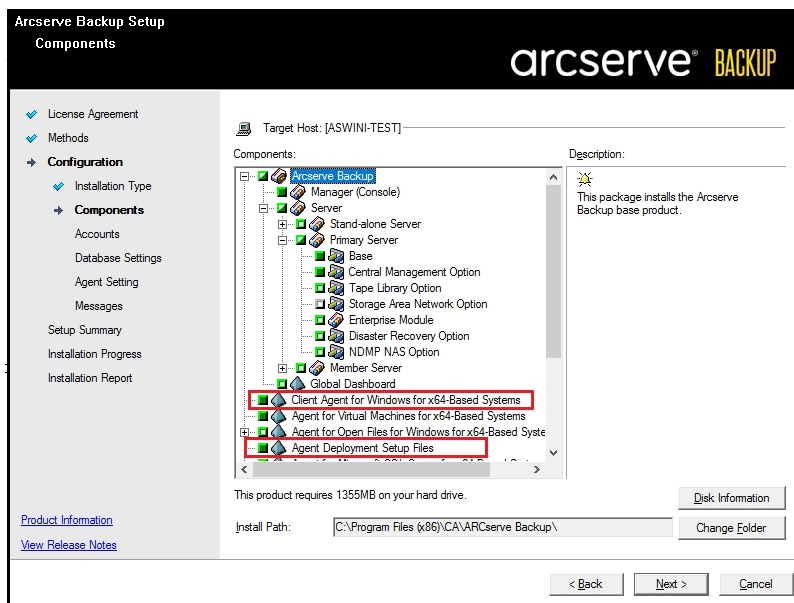 Arcserve Backup Setup
Components
arcserve® BACKUP
License Agreement
Methods
Configuration
Installation Type
Components
Accounts
Database Settings
Agent Setting
Messages
Setup Summary
Installation Progress
Installation Report
Product Information
View Release Notes
Target Host: [ASWINI-TEST]
Components:
Arcserve Backup
Manager (Console)
Server
Stand-alone Server
Primary Server
Base
Central Management Option
Tape Library Option
Storage Area Network Option
Enterprise Module
Disaster Recovery Option
NDMP NAS Option
Member Server
Global Dashboard
Client Agent for Windows for x64-Based Systems
Agent for Virtual Machines for x64-Based Systems
Agent for Open Files for Windows for x64-Based Syste
Agent Deployment Setup Files
Description:
This package installs the Arcserve
Backup base product.
This product requires 1355MB on your hard drive.
Disk Information
Install Path:
C:\Program Files (x86)\CA\ARCserve Backup\
Change Folder
< Back
Next >
Cancel